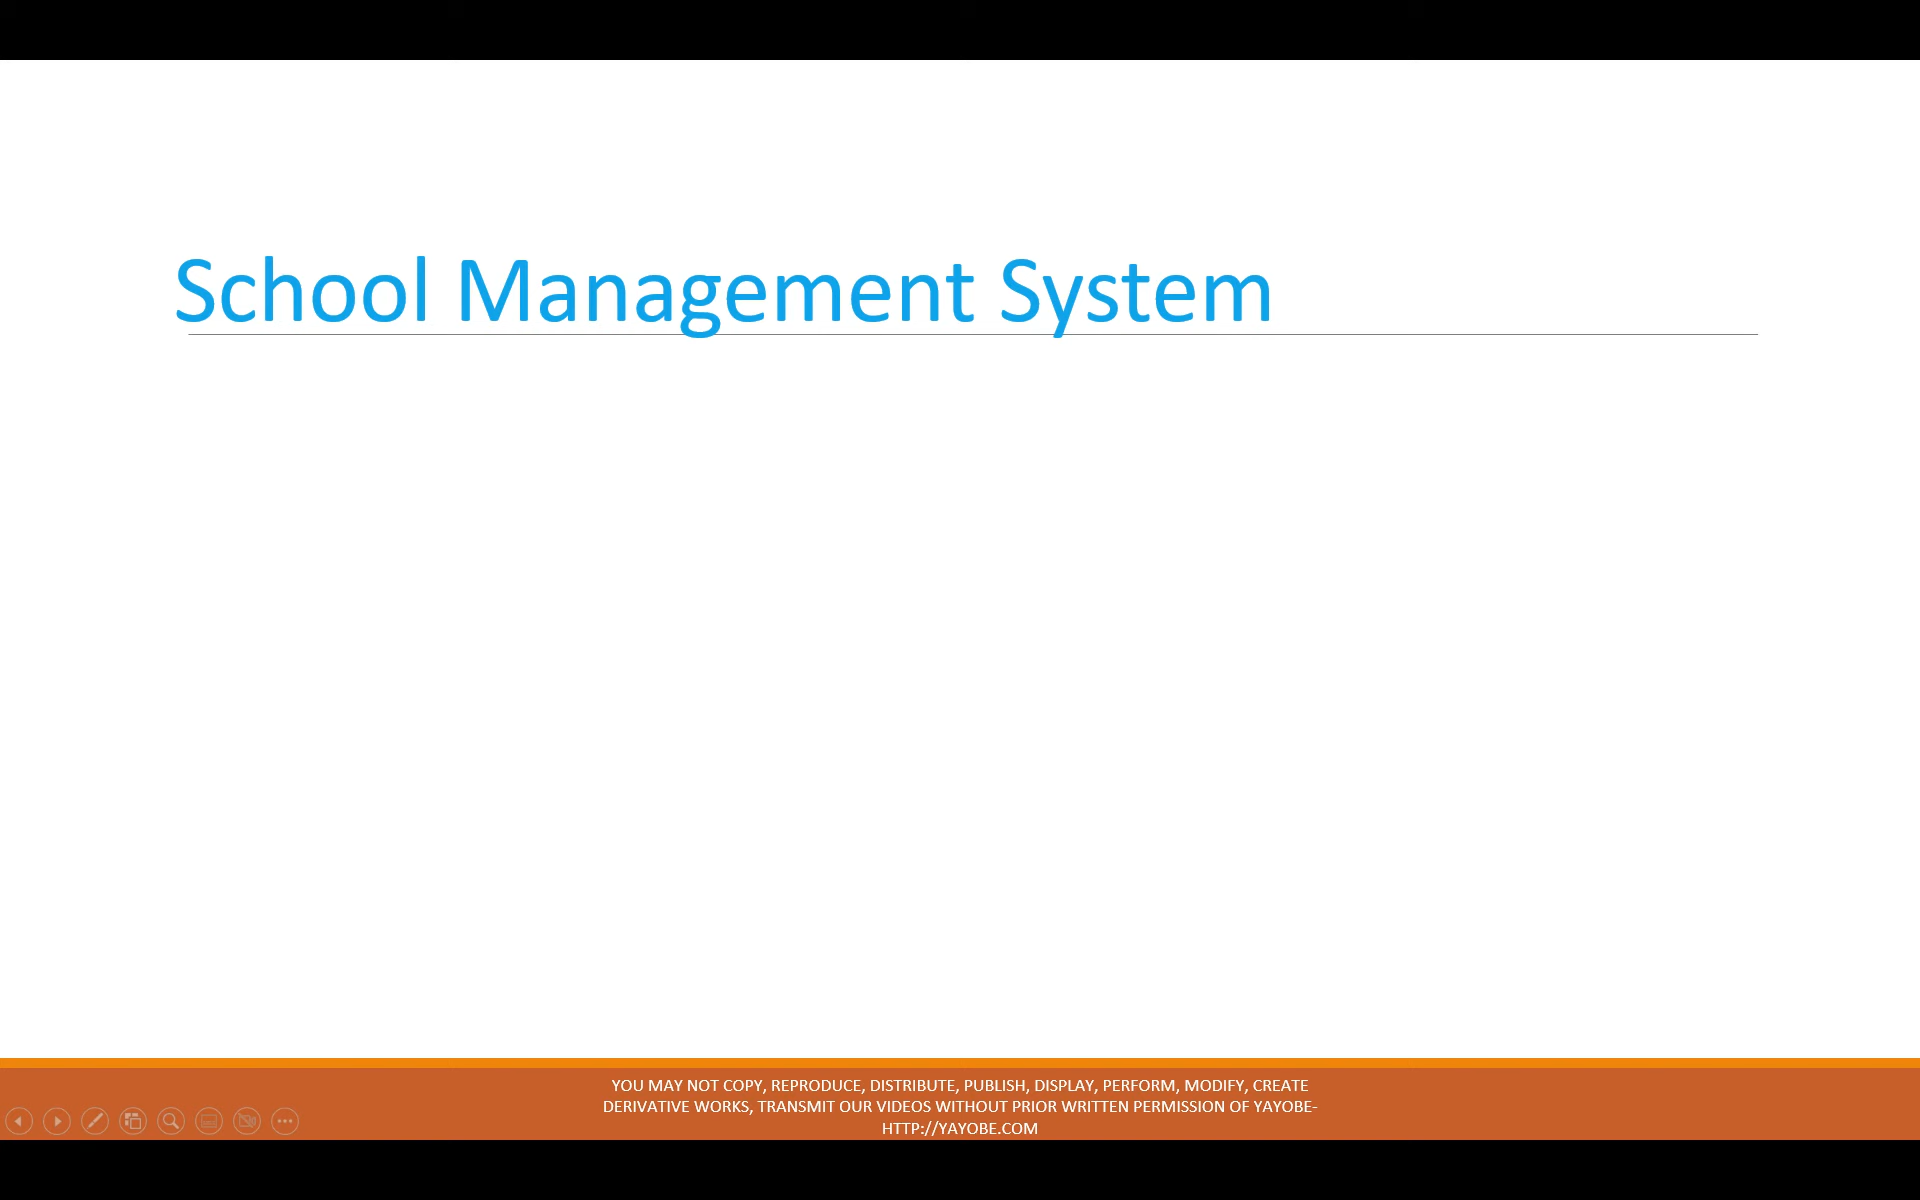 School Management System
YOU MAY NOT COPY, REPRODUCE, DISTRIBUTE, PUBLISH, DISPLAY, PERFORM, MODIFY, CREATE
DERIVATIVE WORKS, TRANSMIT OUR VIDEOS WITHOUT PRIOR WRITTEN PERMISSION OF YAYOBE-
HTTP://YAYOBE.COM